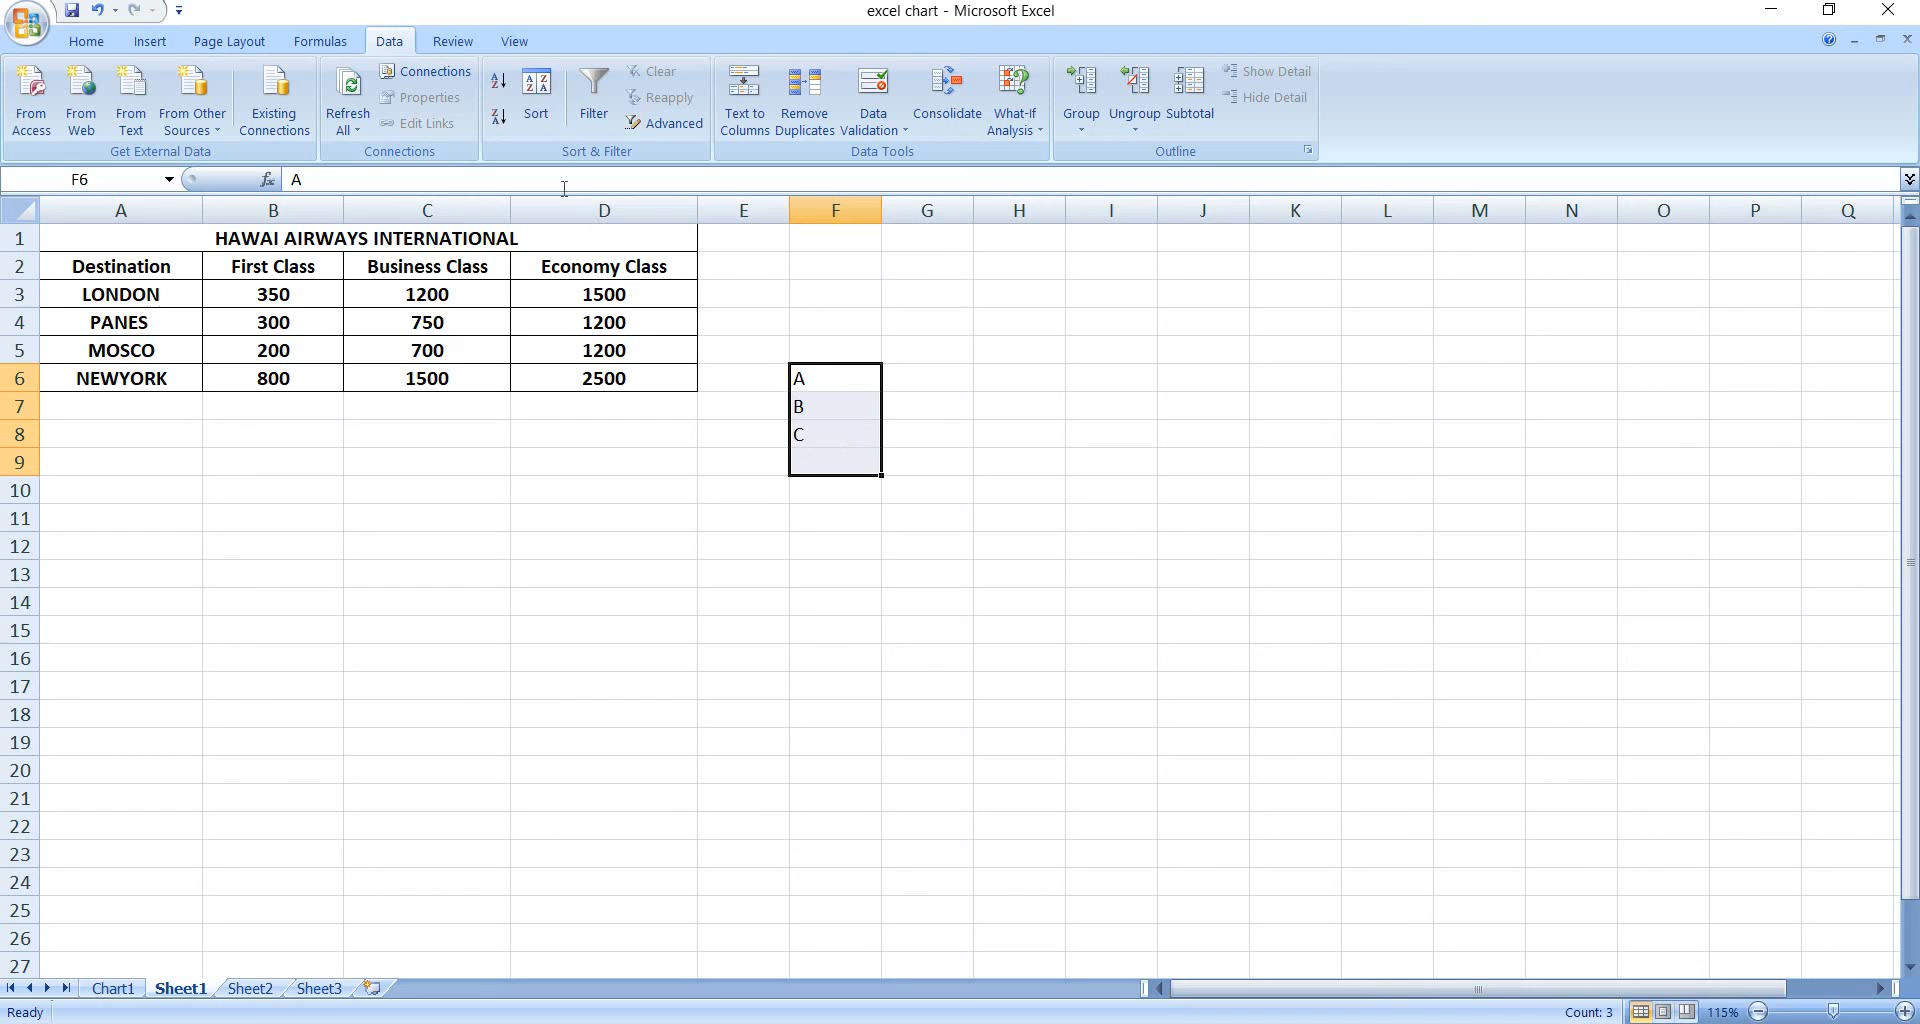 excel chart - Microsoft Excel
Home Insert Page Layout Formulas Data Review View
From Access
From Web
From Text
From Other Sources
Existing Connections
Get External Data
Refresh All
Connections
Properties
Edit Links
Connections
Sort
Filter
Clear
Reapply
Advanced
Sort & Filter
Text to Columns
Remove Duplicates
Data Validation
Consolidate
What-If Analysis
Data Tools
Group
Ungroup
Subtotal
Show Detail
Hide Detail
Outline
F6 fx A
A B C D E F G H I J K L M N O P Q
1 HAWAI AIRWAYS INTERNATIONAL
2 Destination First Class Business Class Economy Class
3 LONDON 350 1200 1500
4 PANES 300 750 1200
5 MOSCO 200 700 1200
6 NEWYORK 800 1500 2500 A
7 B
8 C
9
10
11
12
13
14
15
16
17
18
19
20
21
22
23
24
25
26
27
Chart1 Sheet1 Sheet2 Sheet3
Ready Count: 3 115%